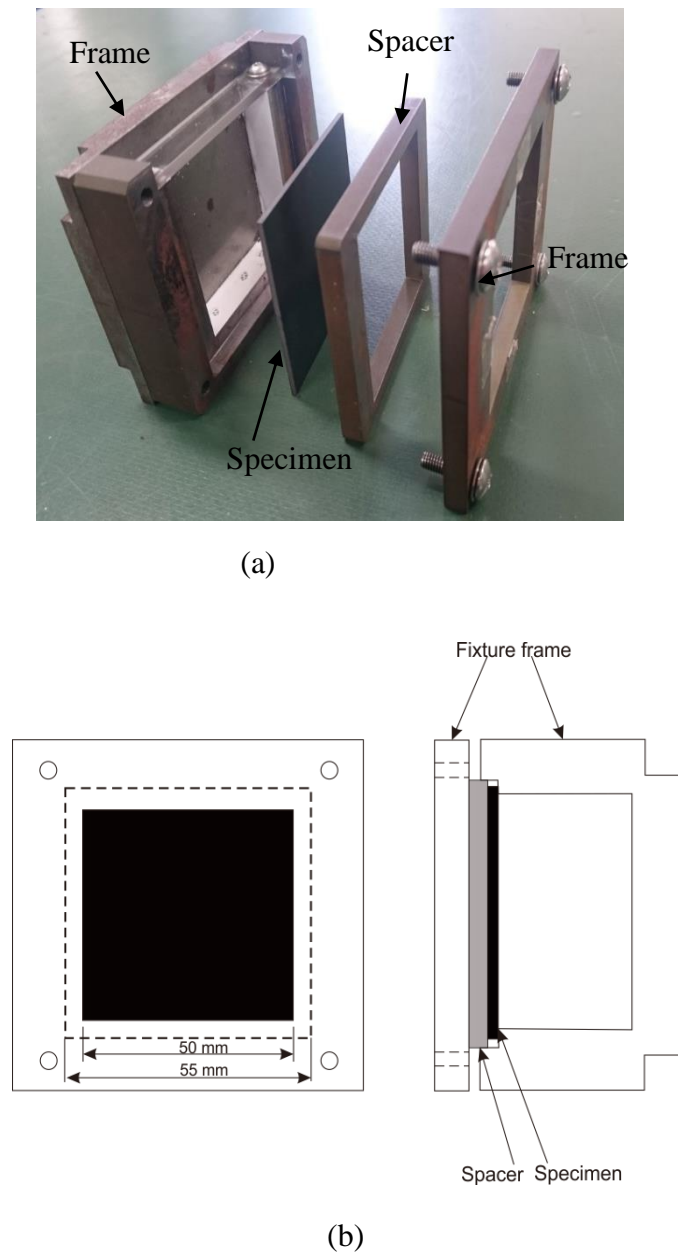 Frame
Spacer
Frame
Specimen
(a)
Fixture frame
50 mm
55 mm
Spacer Specimen
(b)